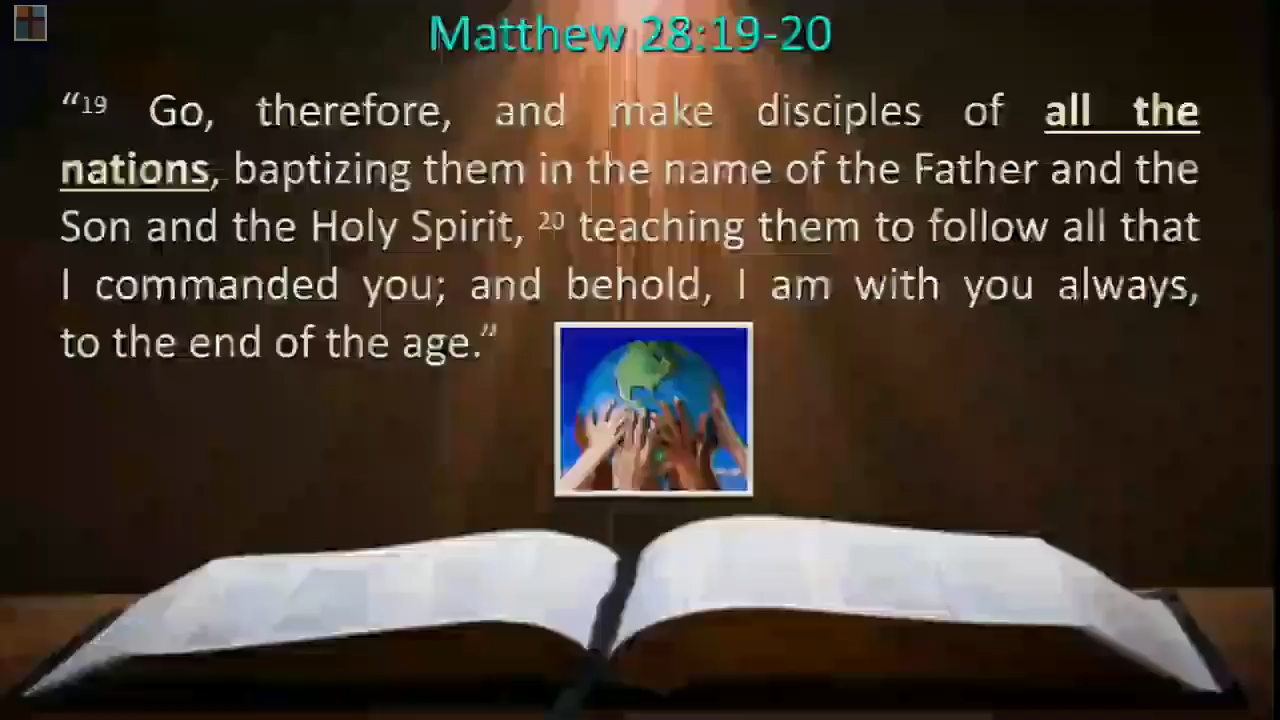 Matthew 28:19-20
“19 Go, therefore, and make disciples of all the
nations, baptizing them in the name of the Father and the
Son and the Holy Spirit, 20 teaching them to follow all that
I commanded you; and behold, I am with you always,
to the end of the age.”